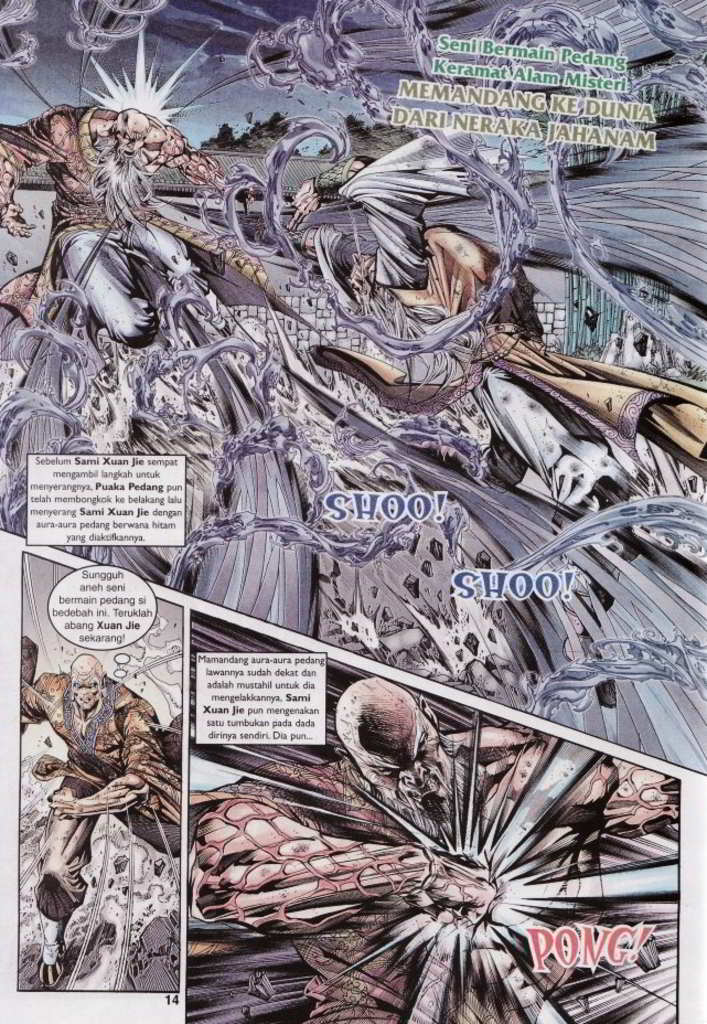 Seni Bermain Pedang
Keramat Alam Misteri
MEMANDANG KE DUNIA
DARI NERAKA JAHANAM
Sebelum Sami Xuan Jie sempat
mengambil langkah untuk
menyerangnya, Puaka Pedang pun
telah membongkok ke belakang lalu
menyerang Sami Xuan Jie dengan
aura-aura pedang berwana hitam
yang diaktifkannya.
SHOO!
SHOO!
Sungguh
aneh seni
bermain pedang si
bedebah ini. Teruklah
abang Xuan Jie
sekarang!
Mamandang aura-aura pedang
lawannya sudah dekat dan
adalah mustahil untuk dia
mengelakkannya, Sami
Xuan Jie pun mengenakan
satu tumbukan pada dada
dirinya sendiri. Dia pun...
PONG!
14